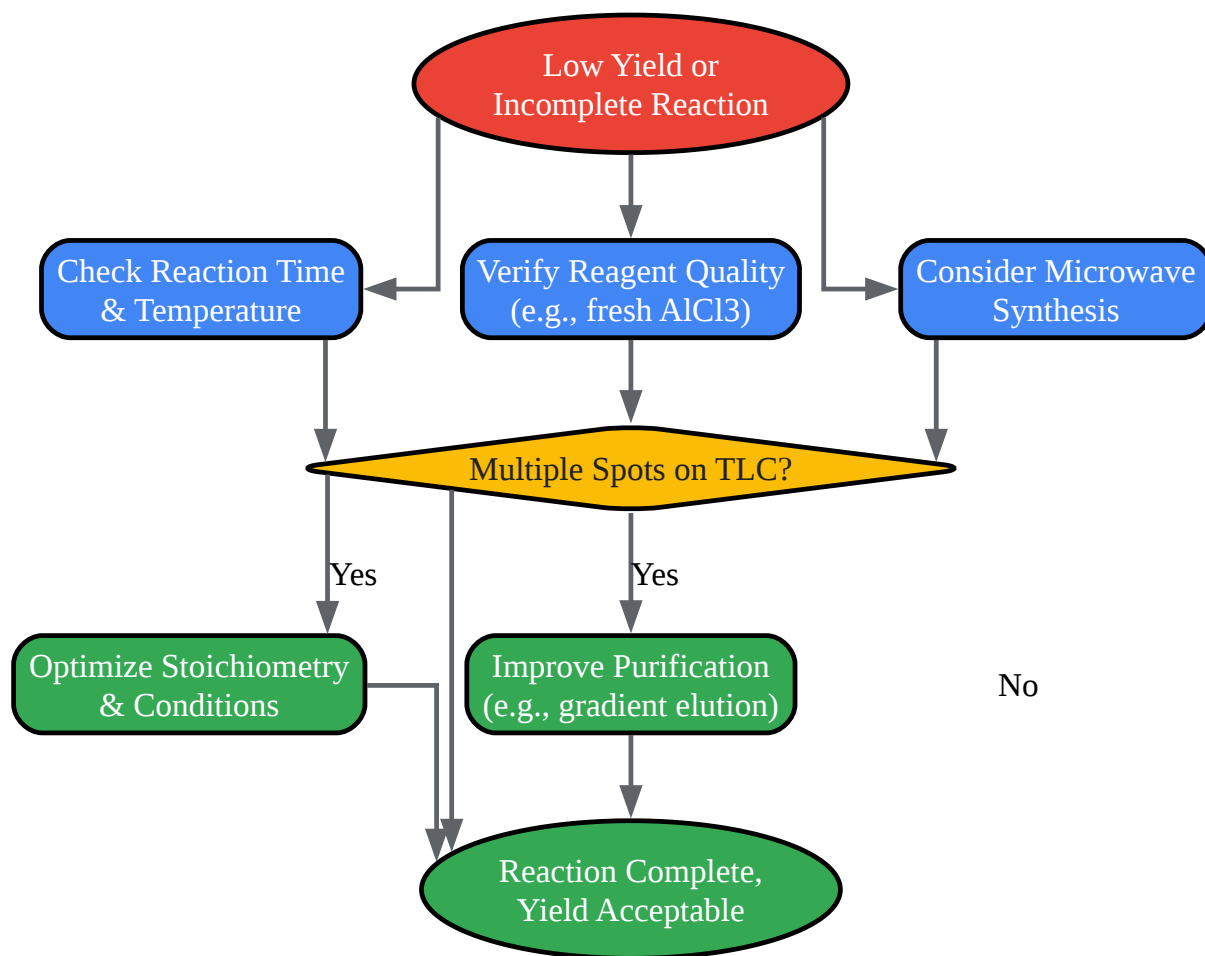 Low Yield or
Incomplete Reaction
Check Reaction Time
& Temperature
Verify Reagent Quality
(e.g., fresh AlCl3)
Consider Microwave
Synthesis
Multiple Spots on TLC?
Yes
Yes
Optimize Stoichiometry
& Conditions
Improve Purification
(e.g., gradient elution)
No
Reaction Complete,
Yield Acceptable